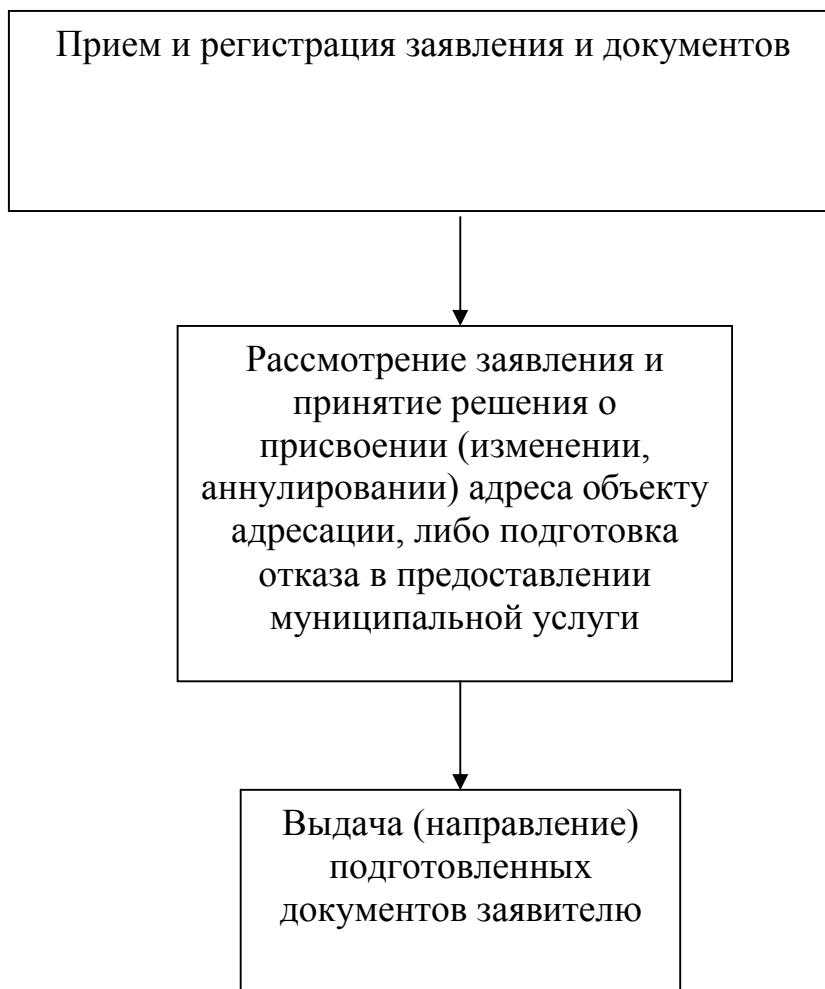 Прием и регистрация заявления и документов
Рассмотрение заявления и
принятие решения о
присвоении (изменении,
аннулировании) адреса объекту
адресации, либо подготовка
отказа в предоставлении
муниципальной услуги
Выдача (направление)
подготовленных
документов заявителю